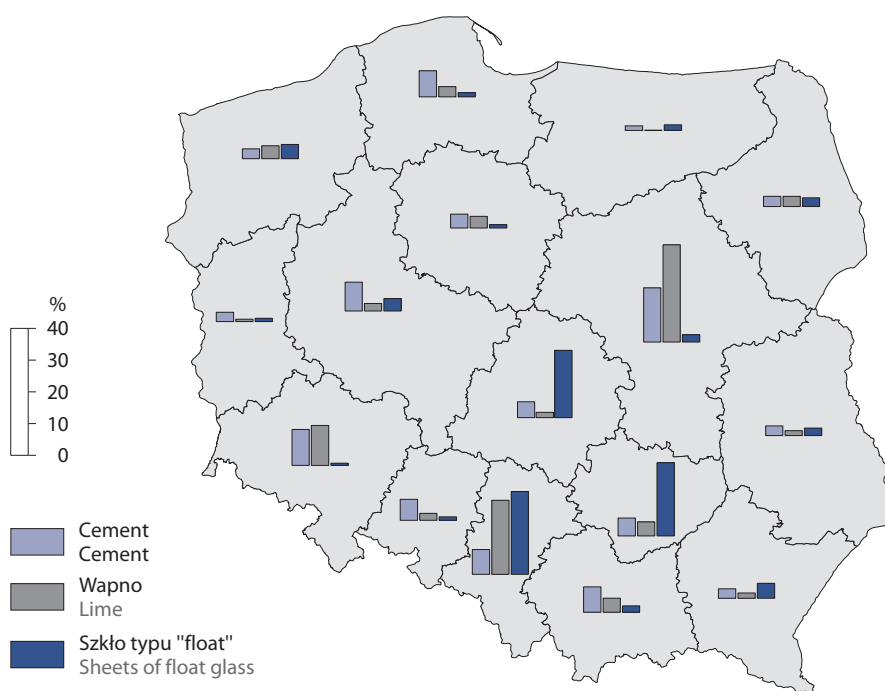 %
40
30
20
10
0
Cement
Cement
Wapno
Lime
Szkło typu "float"
Sheets of float glass